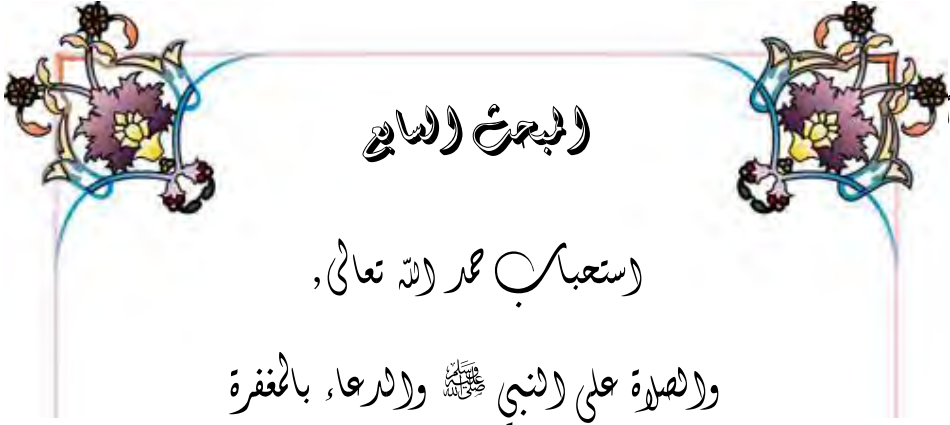 المبحث السابع
استحباب حمد الله تعالى,
والصلاة على النبي ﷺ والدعاء بالمغفرة